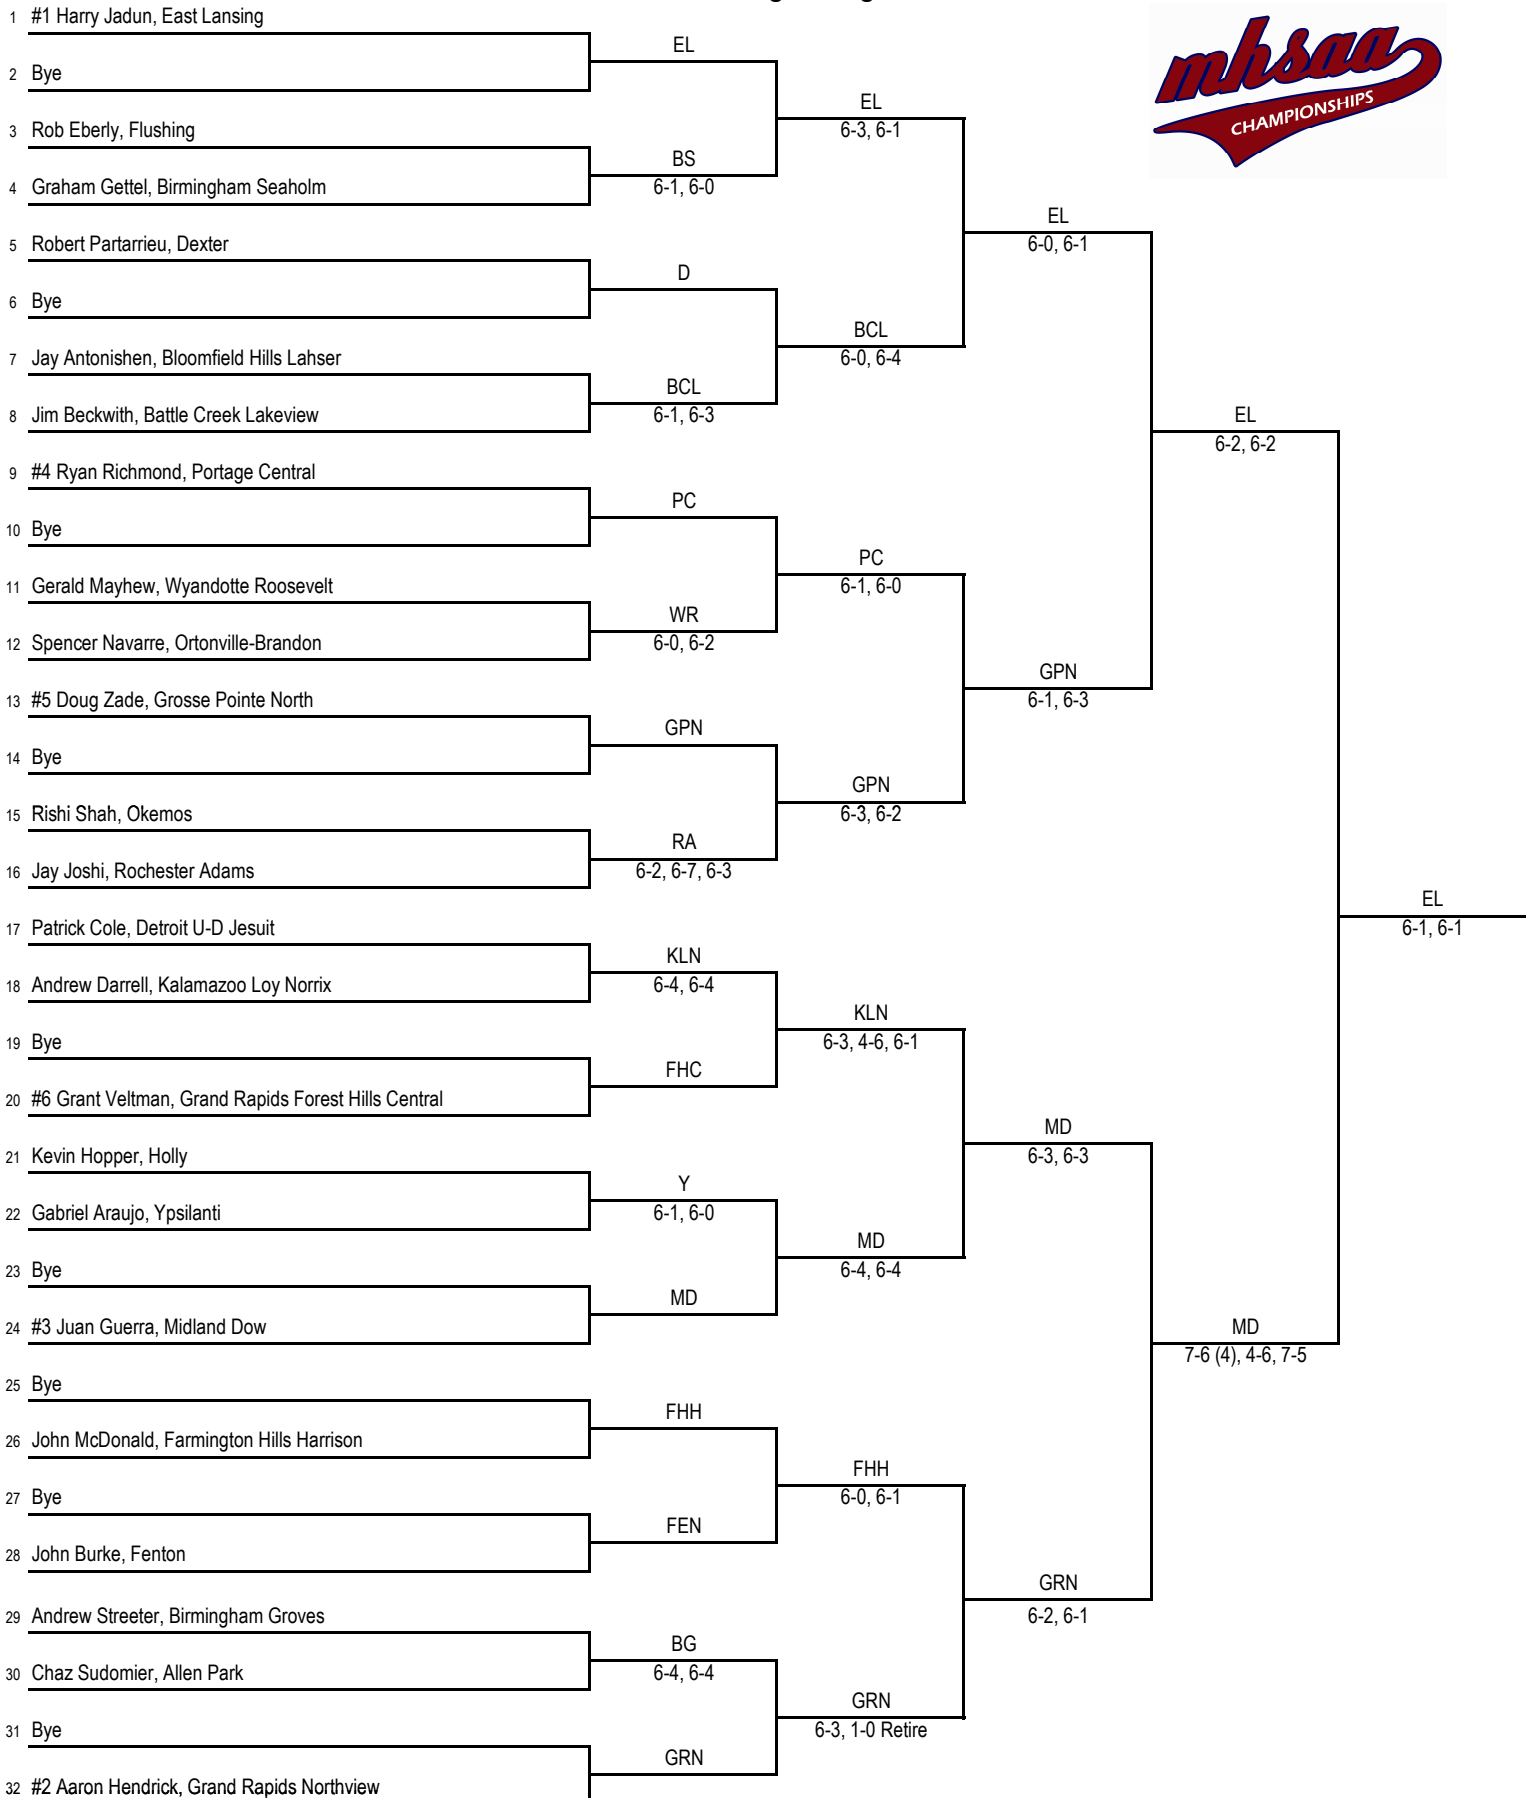 1 #1 Harry Jadun, East Lansing
2 Bye
3 Rob Eberly, Flushing
4 Graham Gettel, Birmingham Seaholm
5 Robert Partarrieu, Dexter
6 Bye
7 Jay Antonishen, Bloomfield Hills Lahser
8 Jim Beckwith, Battle Creek Lakeview
9 #4 Ryan Richmond, Portage Central
10 Bye
11 Gerald Mayhew, Wyandotte Roosevelt
12 Spencer Navarre, Ortonville-Brandon
13 #5 Doug Zade, Grosse Pointe North
14 Bye
15 Rishi Shah, Okemos
16 Jay Joshi, Rochester Adams
17 Patrick Cole, Detroit U-D Jesuit
18 Andrew Darrell, Kalamazoo Loy Norrix
19 Bye
20 #6 Grant Veltman, Grand Rapids Forest Hills Central
21 Kevin Hopper, Holly
22 Gabriel Araujo, Ypsilanti
23 Bye
24 #3 Juan Guerra, Midland Dow
25 Bye
26 John McDonald, Farmington Hills Harrison
27 Bye
28 John Burke, Fenton
29 Andrew Streeter, Birmingham Groves
30 Chaz Sudomier, Allen Park
31 Bye
32 #2 Aaron Hendrick, Grand Rapids Northview
EL
BS
6-1, 6-0
D
BCL
6-1, 6-3
PC
WR
6-0, 6-2
GPN
RA
6-2, 6-7, 6-3
KLN
6-4, 6-4
FHC
Y
6-1, 6-0
MD
FHH
FEN
BG
6-4, 6-4
GRN
EL
6-3, 6-1
BCL
6-0, 6-4
PC
6-1, 6-0
GPN
6-3, 6-2
KLN
6-3, 4-6, 6-1
MD
6-4, 6-4
FHH
6-0, 6-1
GRN
6-3, 1-0 Retire
EL
6-0, 6-1
GPN
6-1, 6-3
MD
6-3, 6-3
GRN
6-2, 6-1
EL
6-2, 6-2
MD
7-6 (4), 4-6, 7-5
EL
6-1, 6-1
mhsaa
CHAMPIONSHIPS